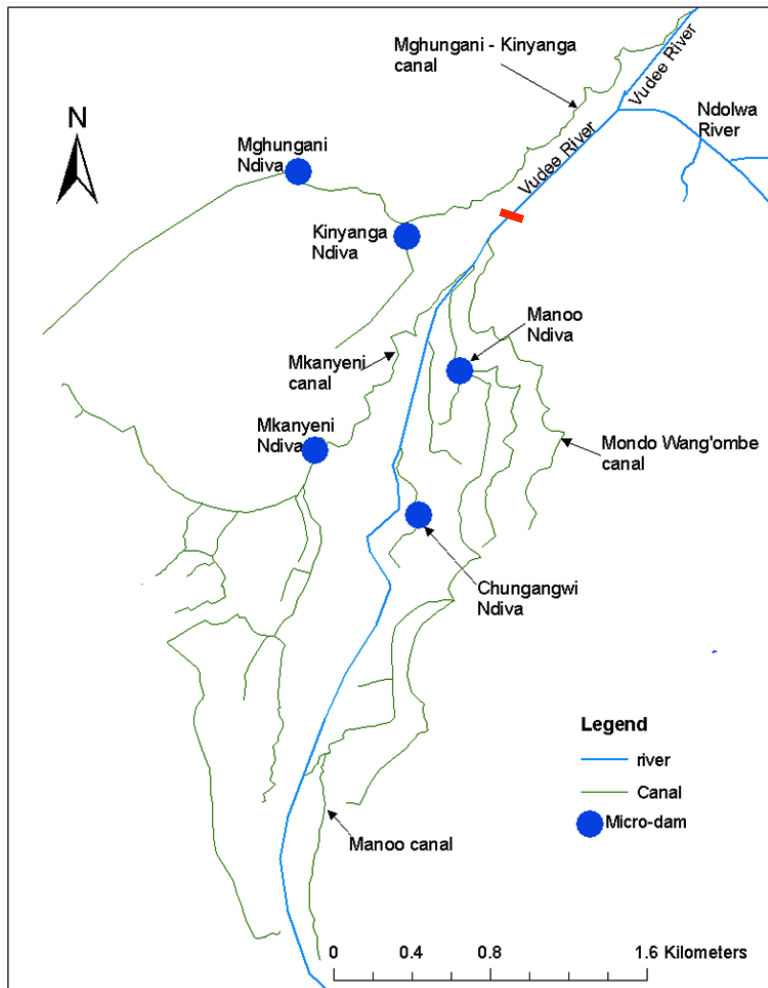 Mghungani - Kinyanga
canal
Vudee River
Ndolwa
River
Vudee River
N
Mghungani
Ndiva
Kinyanga
Ndiva
Manoo
Ndiva
Mkanyeni
canal
Mkanyeni
Ndiva
Mondo Wang'ombe
canal
Chungangwi
Ndiva
Legend
river
Canal
Micro-dam
Manoo canal
0 0.4 0.8 1.6 Kilometers